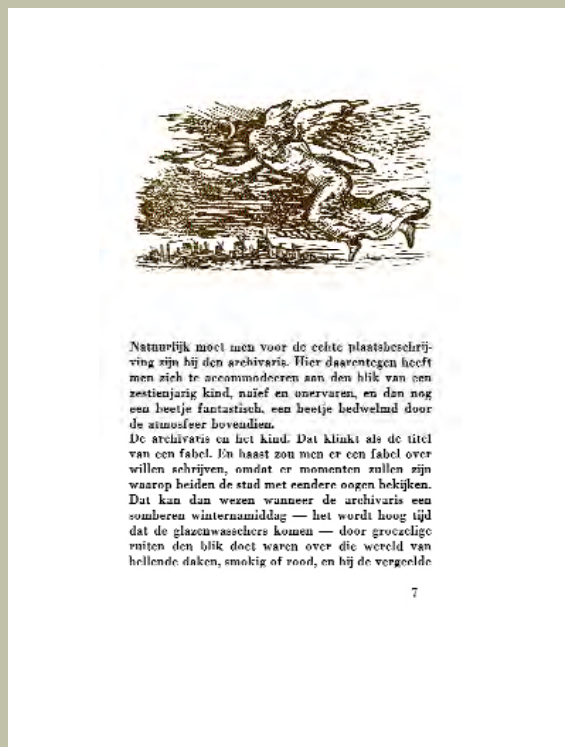 Natuurlijk moet men voor de echte plaatsbeschrij-
ving zijn bij den archivaris. Hier daarentegen heeft
men zich te accommodeeren aan den blik van een
zestienjarig kind, naïef en onervaren, en dan nog
een beetje fantastisch, een beetje bedwelmd door
de atmosfeer bovendien.
De archivaris en het kind. Dat klinkt als de titel
van een fabel. En haast zou men er een fabel over
willen schrijven, omdat er momenten zullen zijn
waarop beiden de stad met eendere oogen bekijken.
Dat kan dan wezen wanneer de archivaris een
somberen winternamiddag — het wordt hoog tijd
dat de glazenwasschers komen — door groezelige
ruiten den blik doet waren over die wereld van
hellende daken, smokig of rood, en bij de vergeelde
7